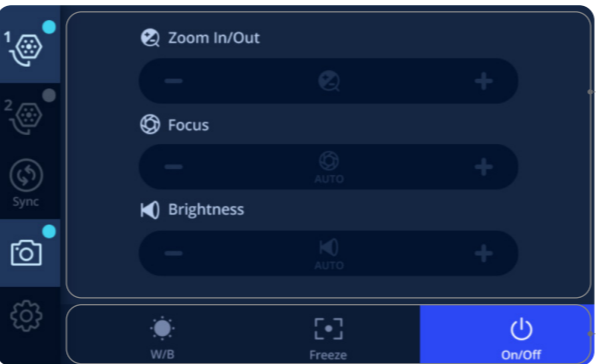 1
Zoom In/Out
2
Focus
AUTO
Sync
Brightness
AUTO
W/B
Freeze
On/Off